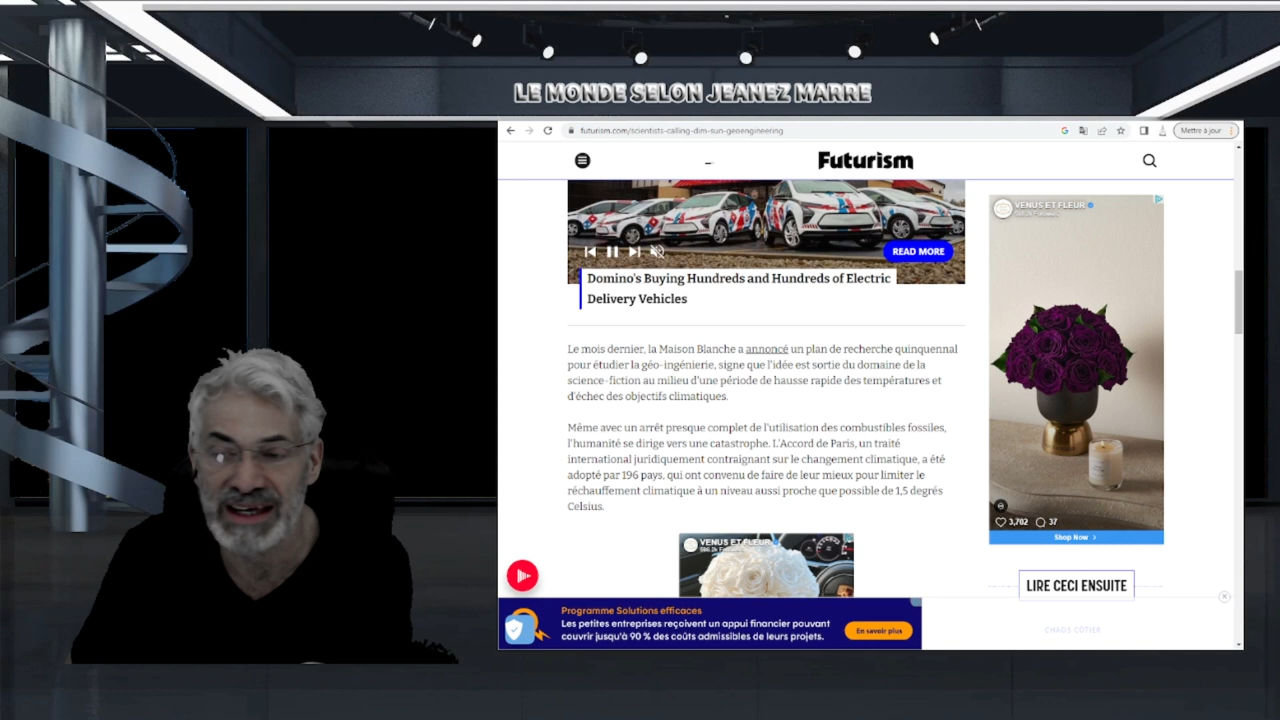 LE MONDE SELON JEANEZ MARRE
futurism.com/scientists-calling-dim-sun-geoengineering
Mettre à jour
Futurism
READ MORE
Domino's Buying Hundreds and Hundreds of Electric
Delivery Vehicles
Le mois dernier, la Maison Blanche a annoncé un plan de recherche quinquennal
pour étudier la géo-ingénierie, signe que l'idée est sortie du domaine de la
science-fiction au milieu d'une période de hausse rapide des températures et
d'échec des objectifs climatiques.
Même avec un arrêt presque complet de l'utilisation des combustibles fossiles,
l'humanité se dirige vers une catastrophe. L'Accord de Paris, un traité
international juridiquement contraignant sur le changement climatique, a été
adopté par 196 pays, qui ont convenu de faire de leur mieux pour limiter le
réchauffement climatique à un niveau aussi proche que possible de 1,5 degrés
Celsius.
VENUS ET FLEUR
VENUS ET FLEUR
3,702 37
Shop Now >
LIRE CECI ENSUITE
CHAOS CÔTIER
Programme Solutions efficaces
Les petites entreprises reçoivent un appui financier pouvant
couvrir jusqu'à 90 % des coûts admissibles de leurs projets.
En savoir plus